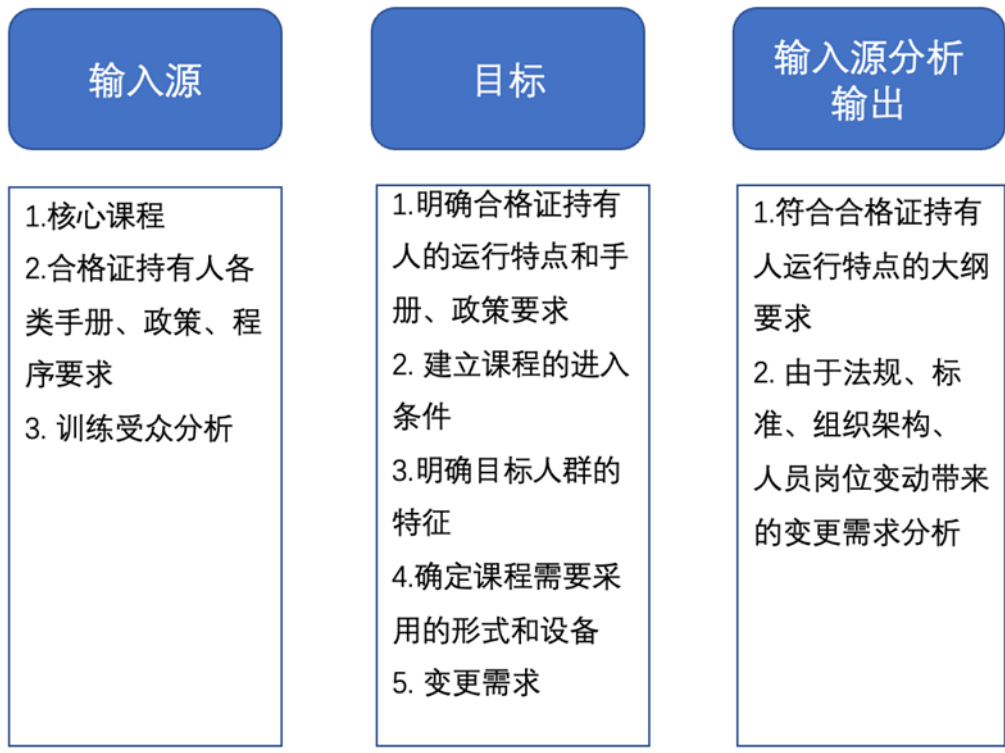 输入源
1.核心课程
2.合格证持有人各
类手册、政策、程
序要求
3. 训练受众分析
目标
1.明确合格证持有
人的运行特点和手
册、政策要求
2. 建立课程的进入
条件
3.明确目标人群的
特征
4.确定课程需要采
用的形式和设备
5. 变更需求
输入源分析
输出
1.符合合格证持有
人运行特点的大纲
要求
2. 由于法规、标
准、组织架构、
人员岗位变动带来
的变更需求分析